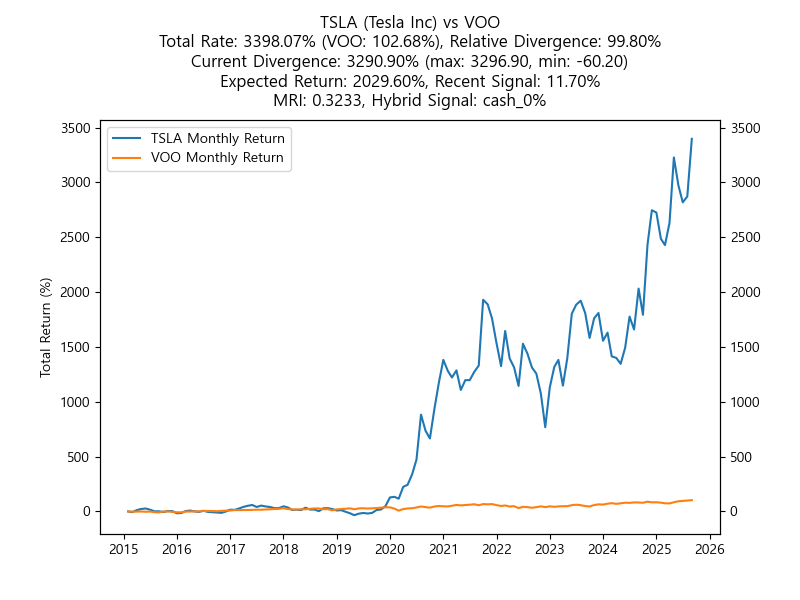 TSLA (Tesla Inc) vs VOO
Total Rate: 3398.07% (VOO: 102.68%), Relative Divergence: 99.80%
Current Divergence: 3290.90% (max: 3296.90, min: -60.20)
Expected Return: 2029.60%, Recent Signal: 11.70%
MRI: 0.3233, Hybrid Signal: cash_0%
TSLA Monthly Return
VOO Monthly Return
Total Return (%)
3500 3500
3000 3000
2500 2500
2000 2000
1500 1500
1000 1000
500 500
0 0
2015 2016 2017 2018 2019 2020 2021 2022 2023 2024 2025 2026